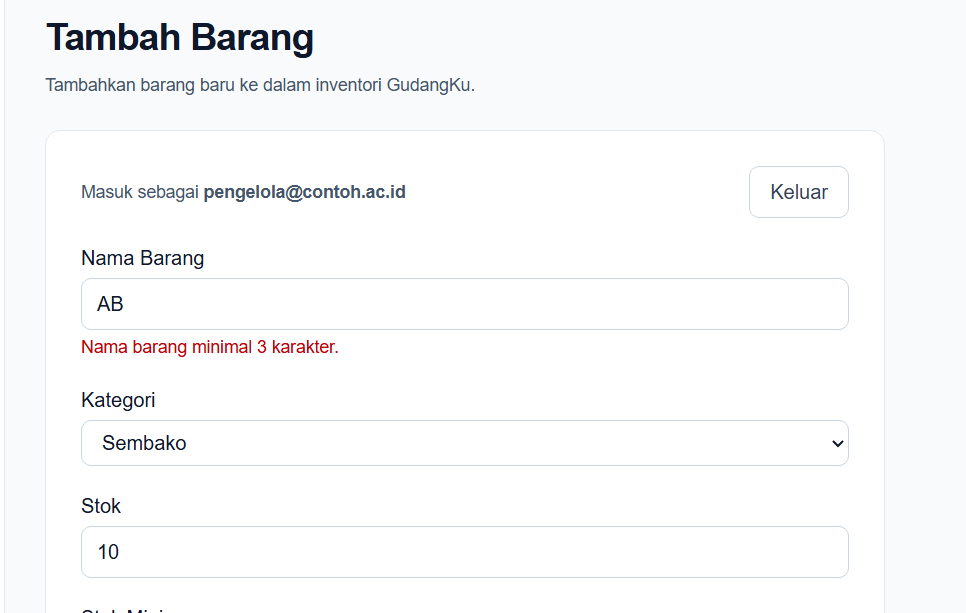 Tambah Barang
Tambahkan barang baru ke dalam inventori GudangKu.
Masuk sebagai pengelola@contoh.ac.id
Keluar
Nama Barang
AB
Nama barang minimal 3 karakter.
Kategori
Sembako
Stok
10